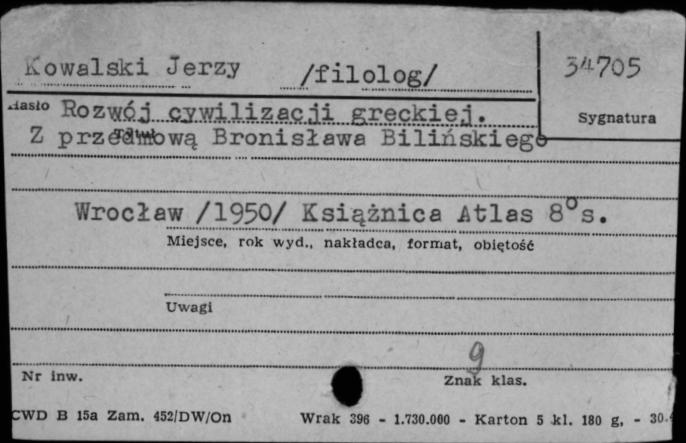 Kowalski Jerzy /filolog/ 34705
Hasło Rozwój cywilizacji greckiej. Sygnatura
Z przedmową Bronisława Bilińskiego
Wrocław /1950/ Książnica Atlas 8° s.
Miejsce, rok wyd., nakładca, format, objętość
Uwagi
9
Nr inw. Znak klas.
CWD B 15a Zam. 452/DW/On Wrak 396 - 1.730.000 - Karton 5 kl. 180 g, - 30.